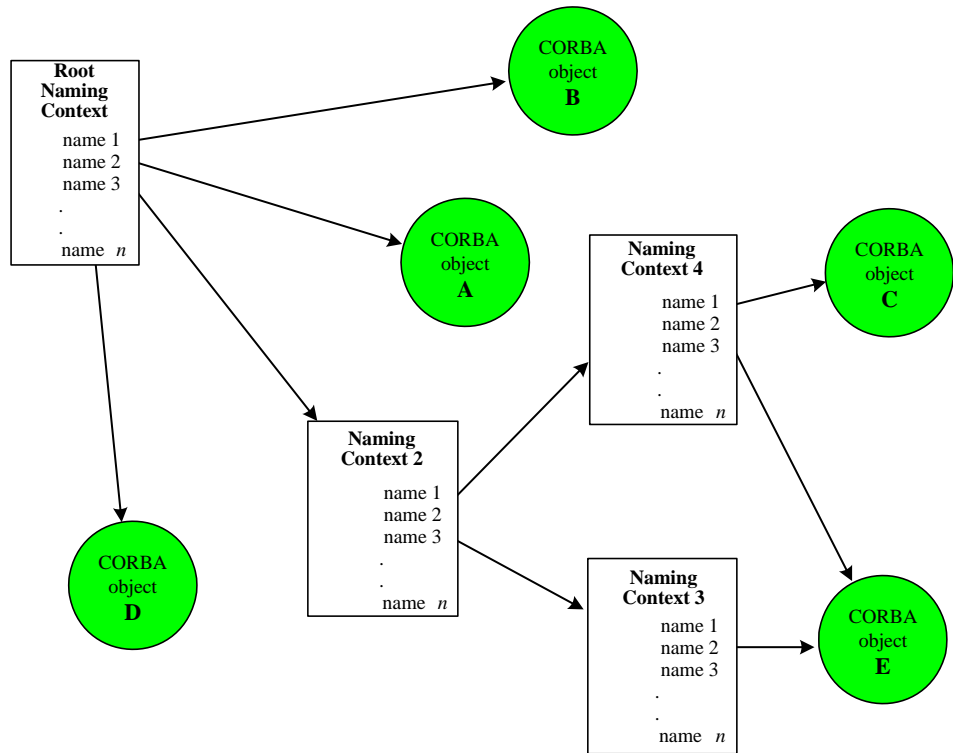 CORBA
object
B
Root
Naming
Context
name 1
name 2
name 3
.
.
name n
CORBA
object
A
Naming
Context 4
name 1
name 2
name 3
.
.
name n
CORBA
object
C
Naming
Context 2
name 1
name 2
name 3
.
.
name n
CORBA
object
D
Naming
Context 3
name 1
name 2
name 3
.
.
name n
CORBA
object
E